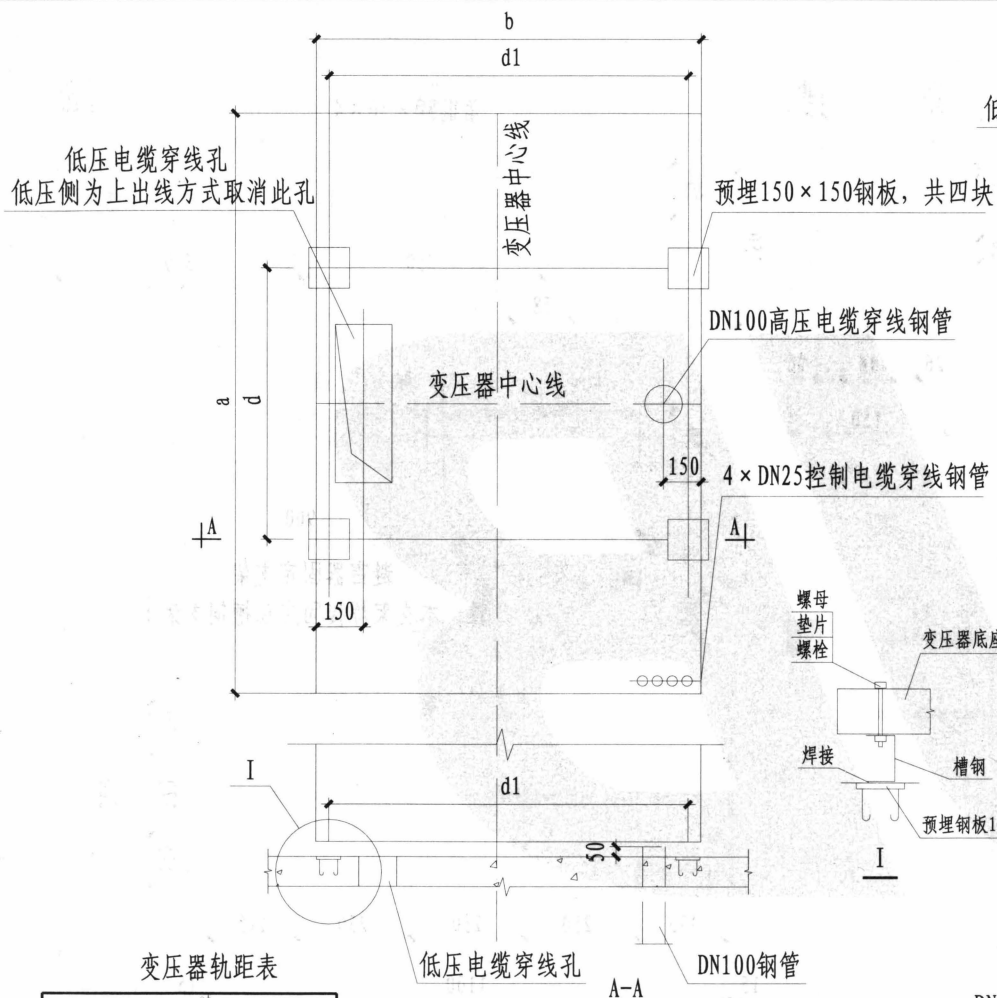 b
d1
低
低压电缆穿线孔
低压侧为上出线方式取消此孔
变压器中心线
预埋150×150钢板，共四块
DN100高压电缆穿线钢管
变压器中心线
a
d
150
4×DN25控制电缆穿线钢管
A
A
150
螺母
垫片
螺栓
变压器底座
焊接
槽钢
预埋钢板1
I
I
d1
50
变压器轨距表
低压电缆穿线孔
DN100钢管
A-A